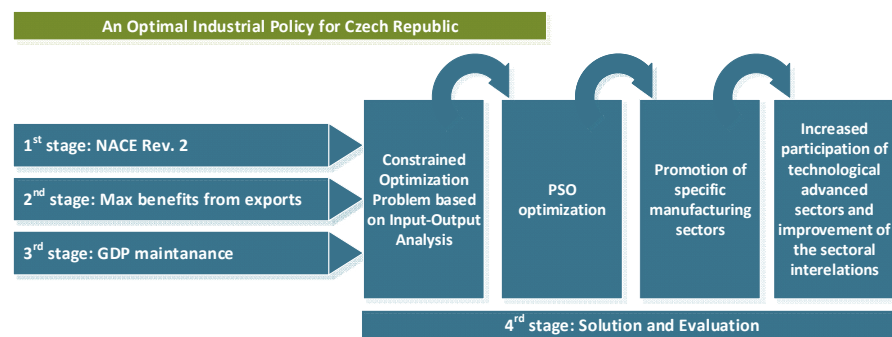 An Optimal Industrial Policy for Czech Republic
1st stage: NACE Rev. 2
2nd stage: Max benefits from exports
3rd stage: GDP maintanance
Constrained
Optimization
Problem based
on Input-Output
Analysis
PSO
optimization
Promotion of
specific
manufacturing
sectors
Increased
participation of
technological
advanced
sectors and
improvement of
the sectoral
interelations
4rd stage: Solution and Evaluation